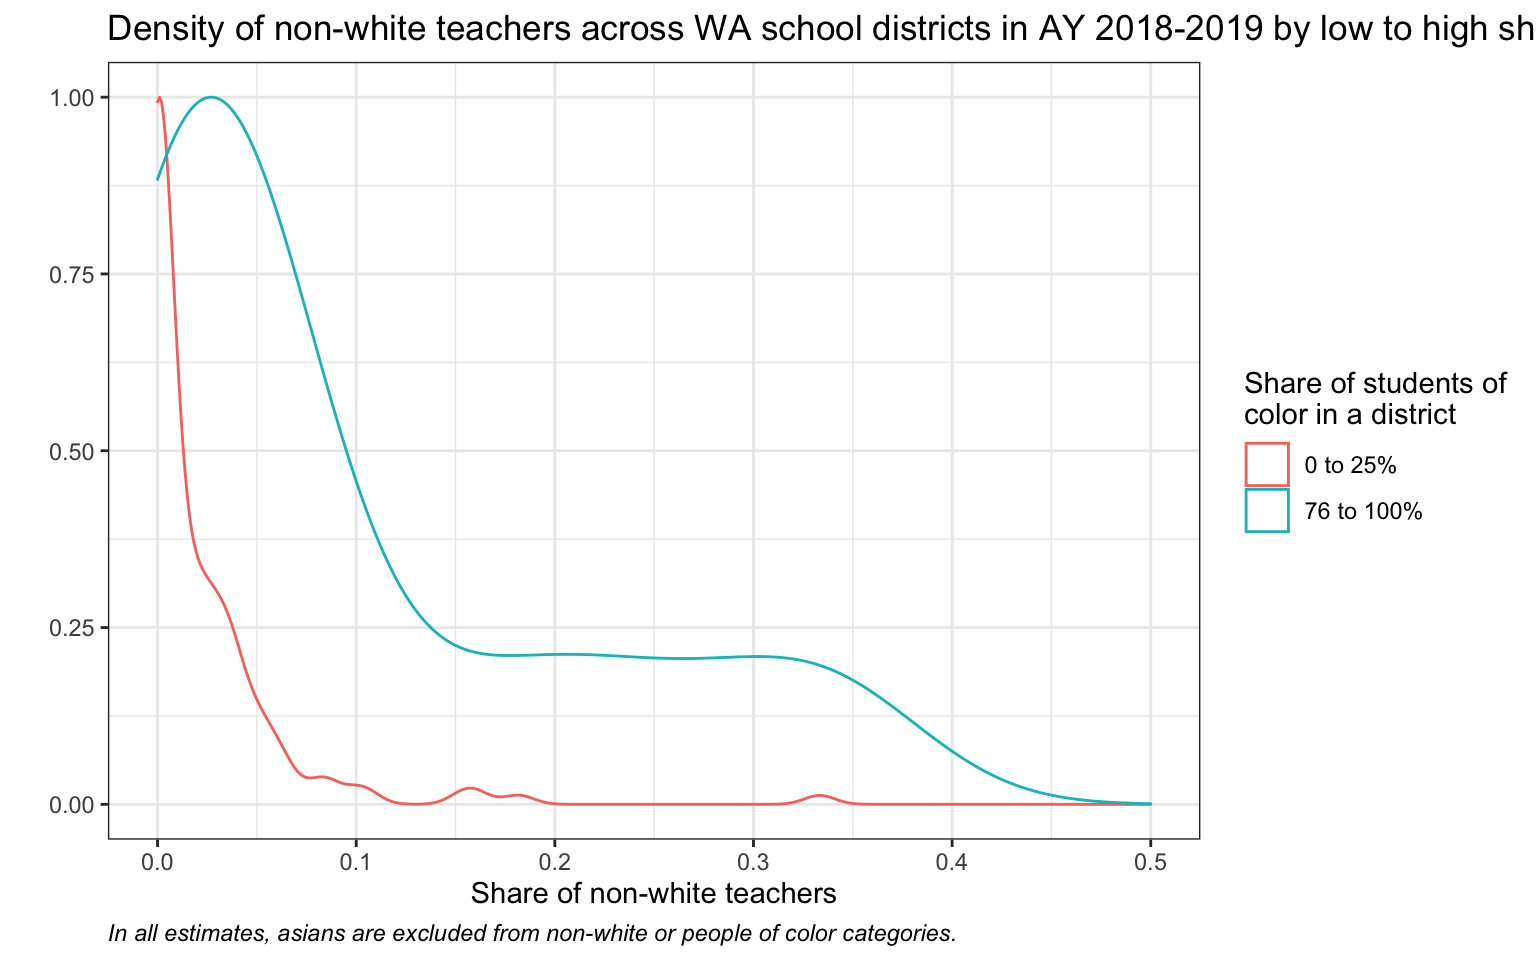 Density of non-white teachers across WA school districts in AY 2018-2019 by low to high sh
1.00
0.75
0.50
0.25
0.00
0.0 0.1 0.2 0.3 0.4 0.5
Share of non-white teachers
In all estimates, asians are excluded from non-white or people of color categories.
Share of students of
color in a district
0 to 25%
76 to 100%